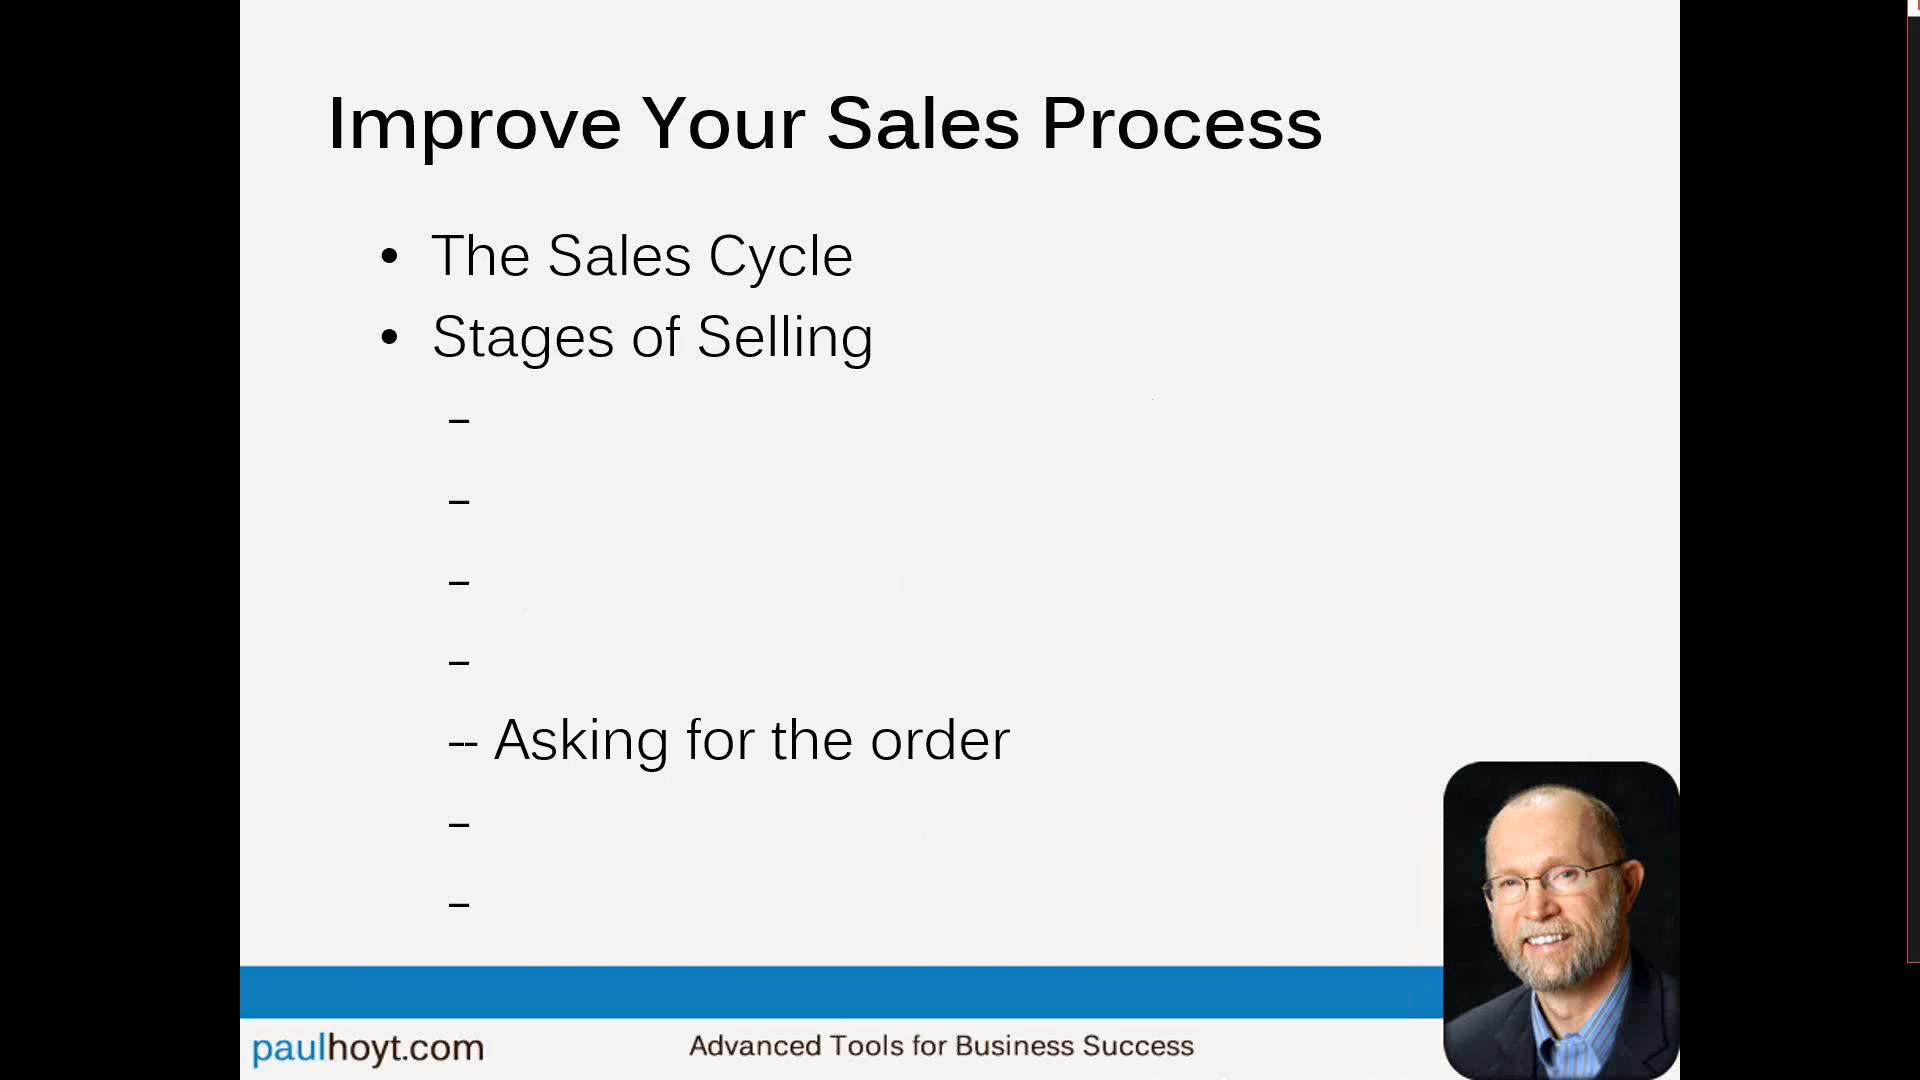 Improve Your Sales Process
• The Sales Cycle
• Stages of Selling
–
–
–
–
–- Asking for the order
–
–
paulhoyt.com
Advanced Tools for Business Success